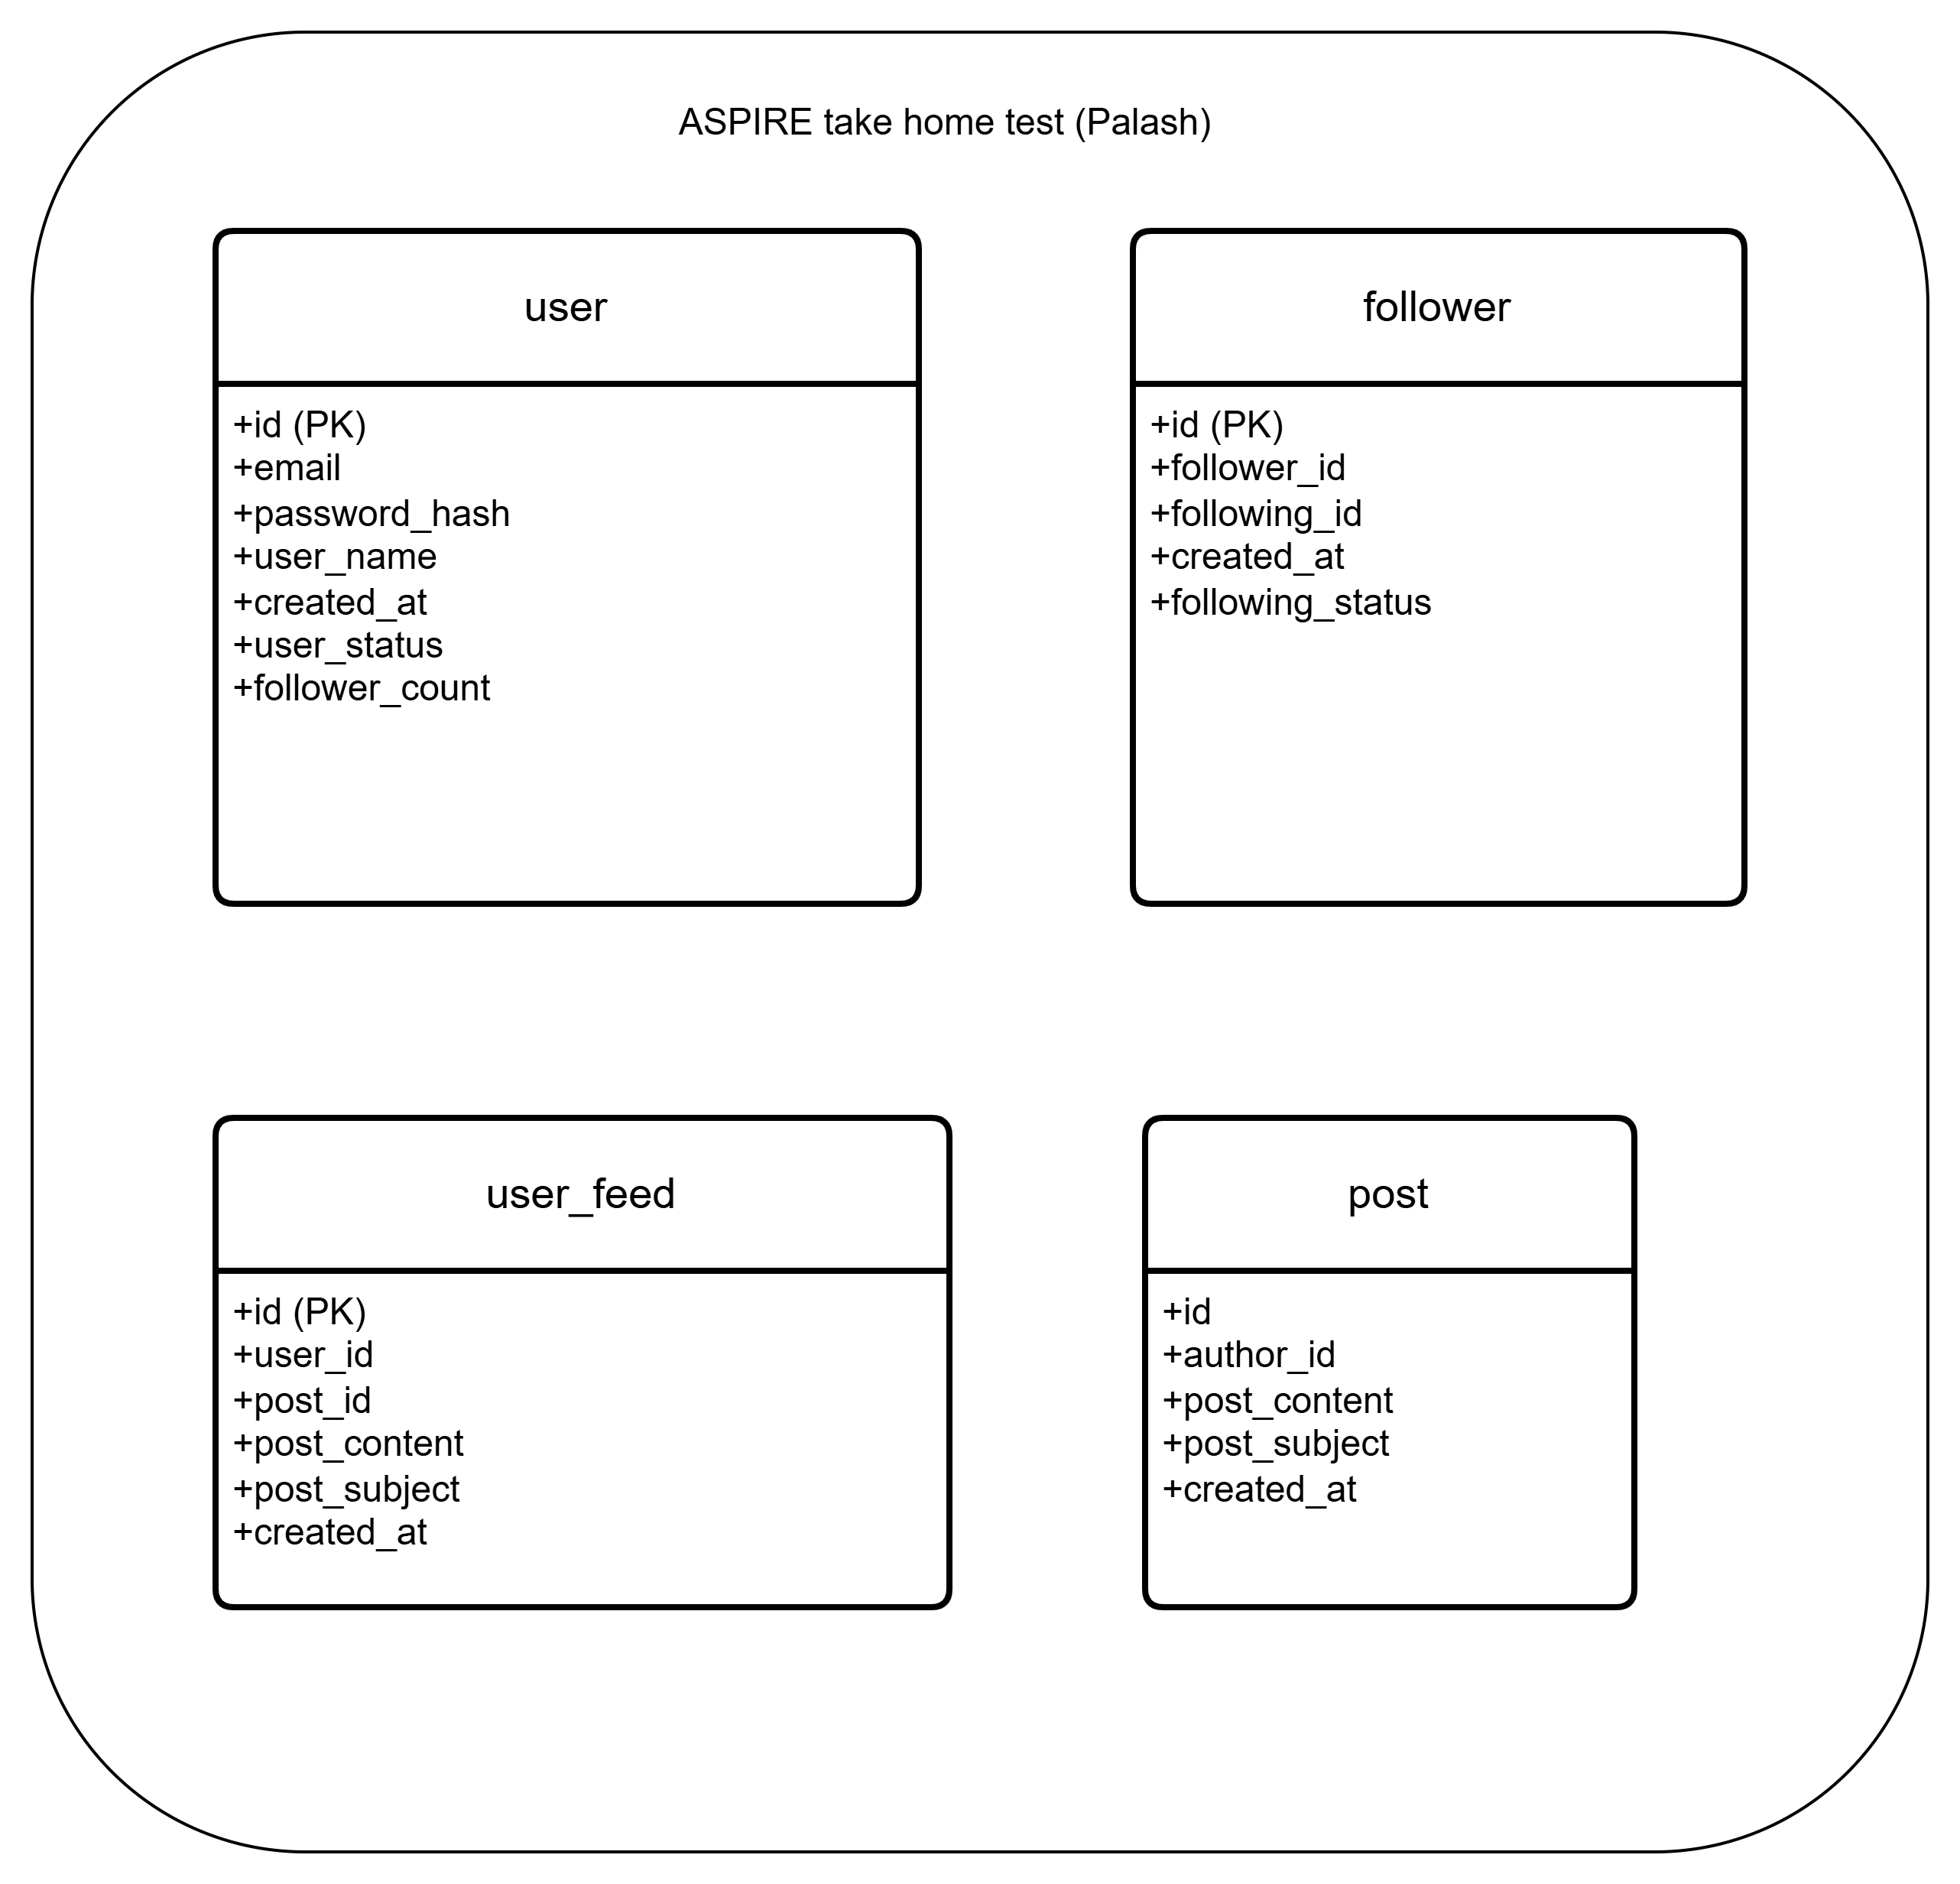 ASPIRE take home test (Palash)
user
+id (PK)
+email
+password_hash
+user_name
+created_at
+user_status
+follower_count
follower
+id (PK)
+follower_id
+following_id
+created_at
+following_status
user_feed
+id (PK)
+user_id
+post_id
+post_content
+post_subject
+created_at
post
+id
+author_id
+post_content
+post_subject
+created_at